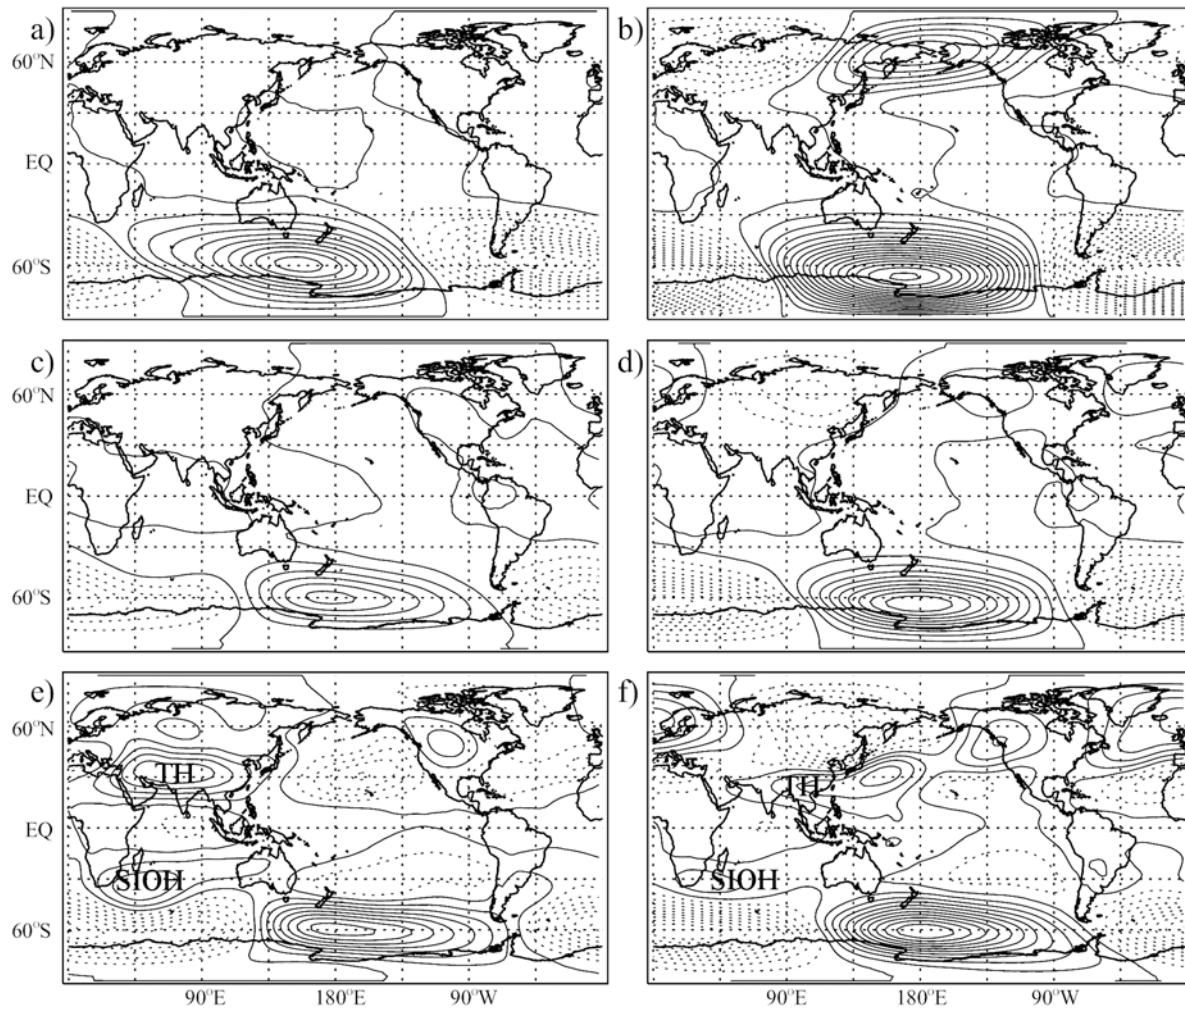 a) b)
60°N
EQ
60°S
c) d)
60°N
EQ
60°S
e) f)
60°N
TH TH
EQ
SIOH SIOH
60°S
90°E 180°E 90°W 90°E 180°E 90°W